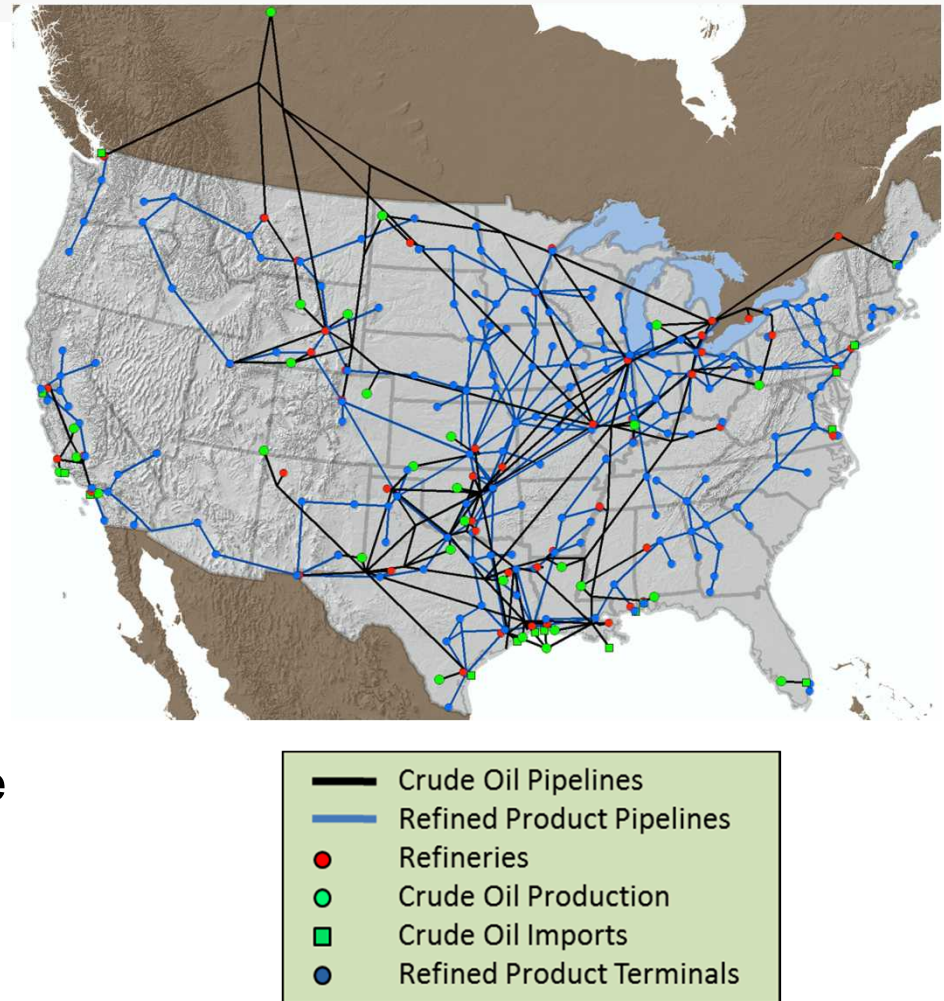 e
Crude Oil Pipelines
Refined Product Pipelines
Refineries
Crude Oil Production
Crude Oil Imports
Refined Product Terminals